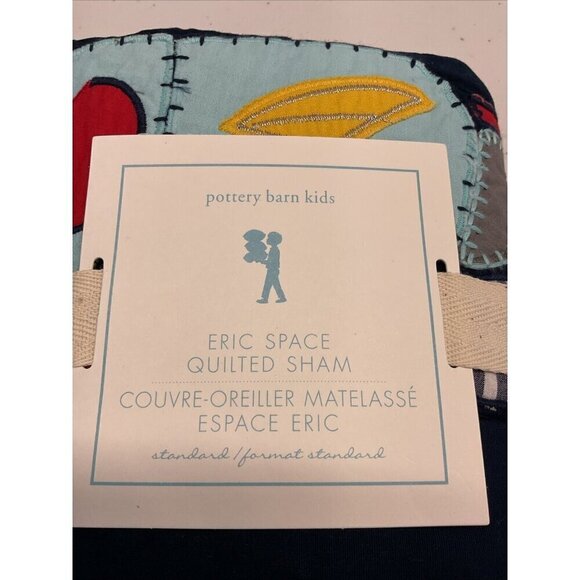 pottery barn kids
ERIC SPACE
QUILTED SHAM
COUVRE-OREILLER MATELASSÉ
ESPACE ERIC
standard/format standard